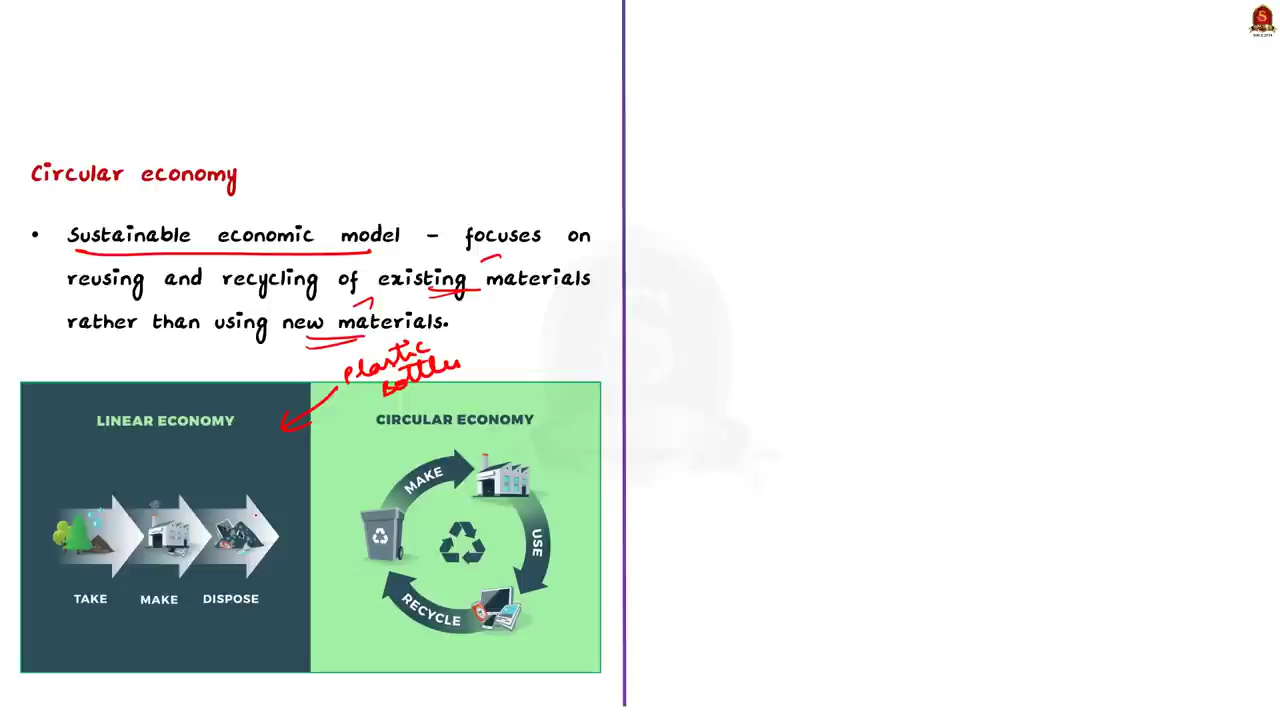 Circular economy
• Sustainable economic model – focuses on
reusing and recycling of existing materials
rather than using new materials.
Plastic
Bottles
LINEAR ECONOMY
TAKE
MAKE
DISPOSE
CIRCULAR ECONOMY
MAKE
USE
RECYCLE